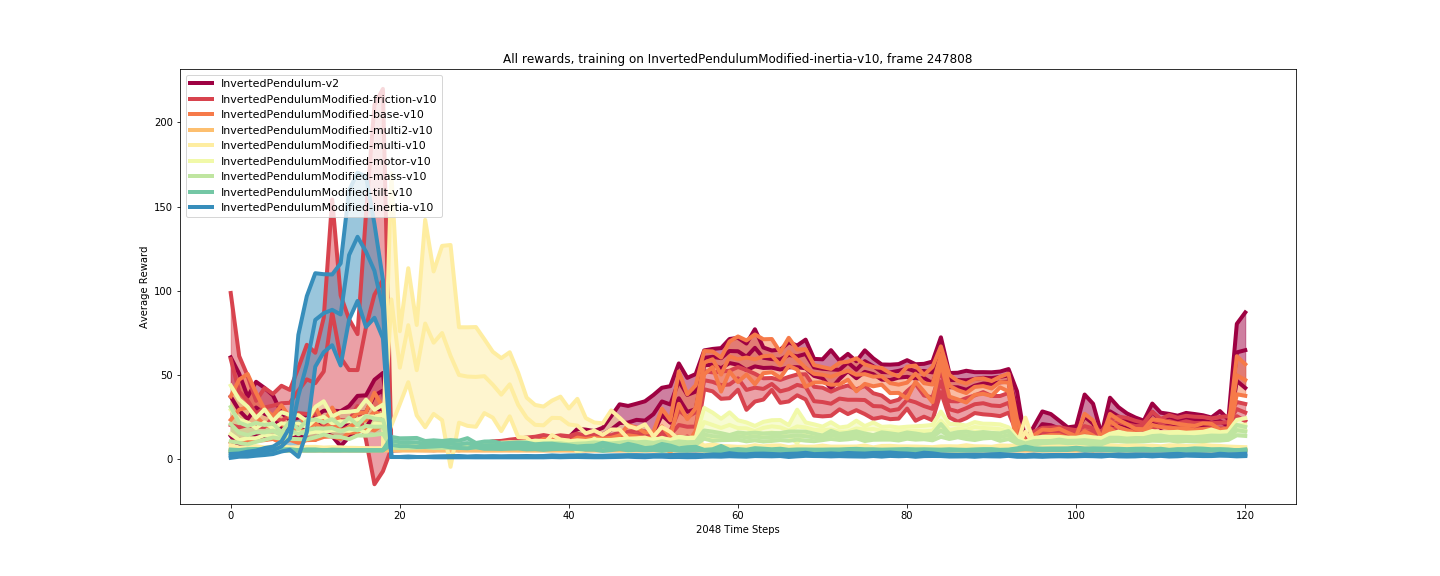 All rewards, training on InvertedPendulumModified-inertia-v10, frame 247808
InvertedPendulum-v2
InvertedPendulumModified-friction-v10
InvertedPendulumModified-base-v10
InvertedPendulumModified-multi2-v10
InvertedPendulumModified-multi-v10
InvertedPendulumModified-motor-v10
InvertedPendulumModified-mass-v10
InvertedPendulumModified-tilt-v10
InvertedPendulumModified-inertia-v10
200
150
100
50
0
Average Reward
0 20 40 60 80 100 120
2048 Time Steps